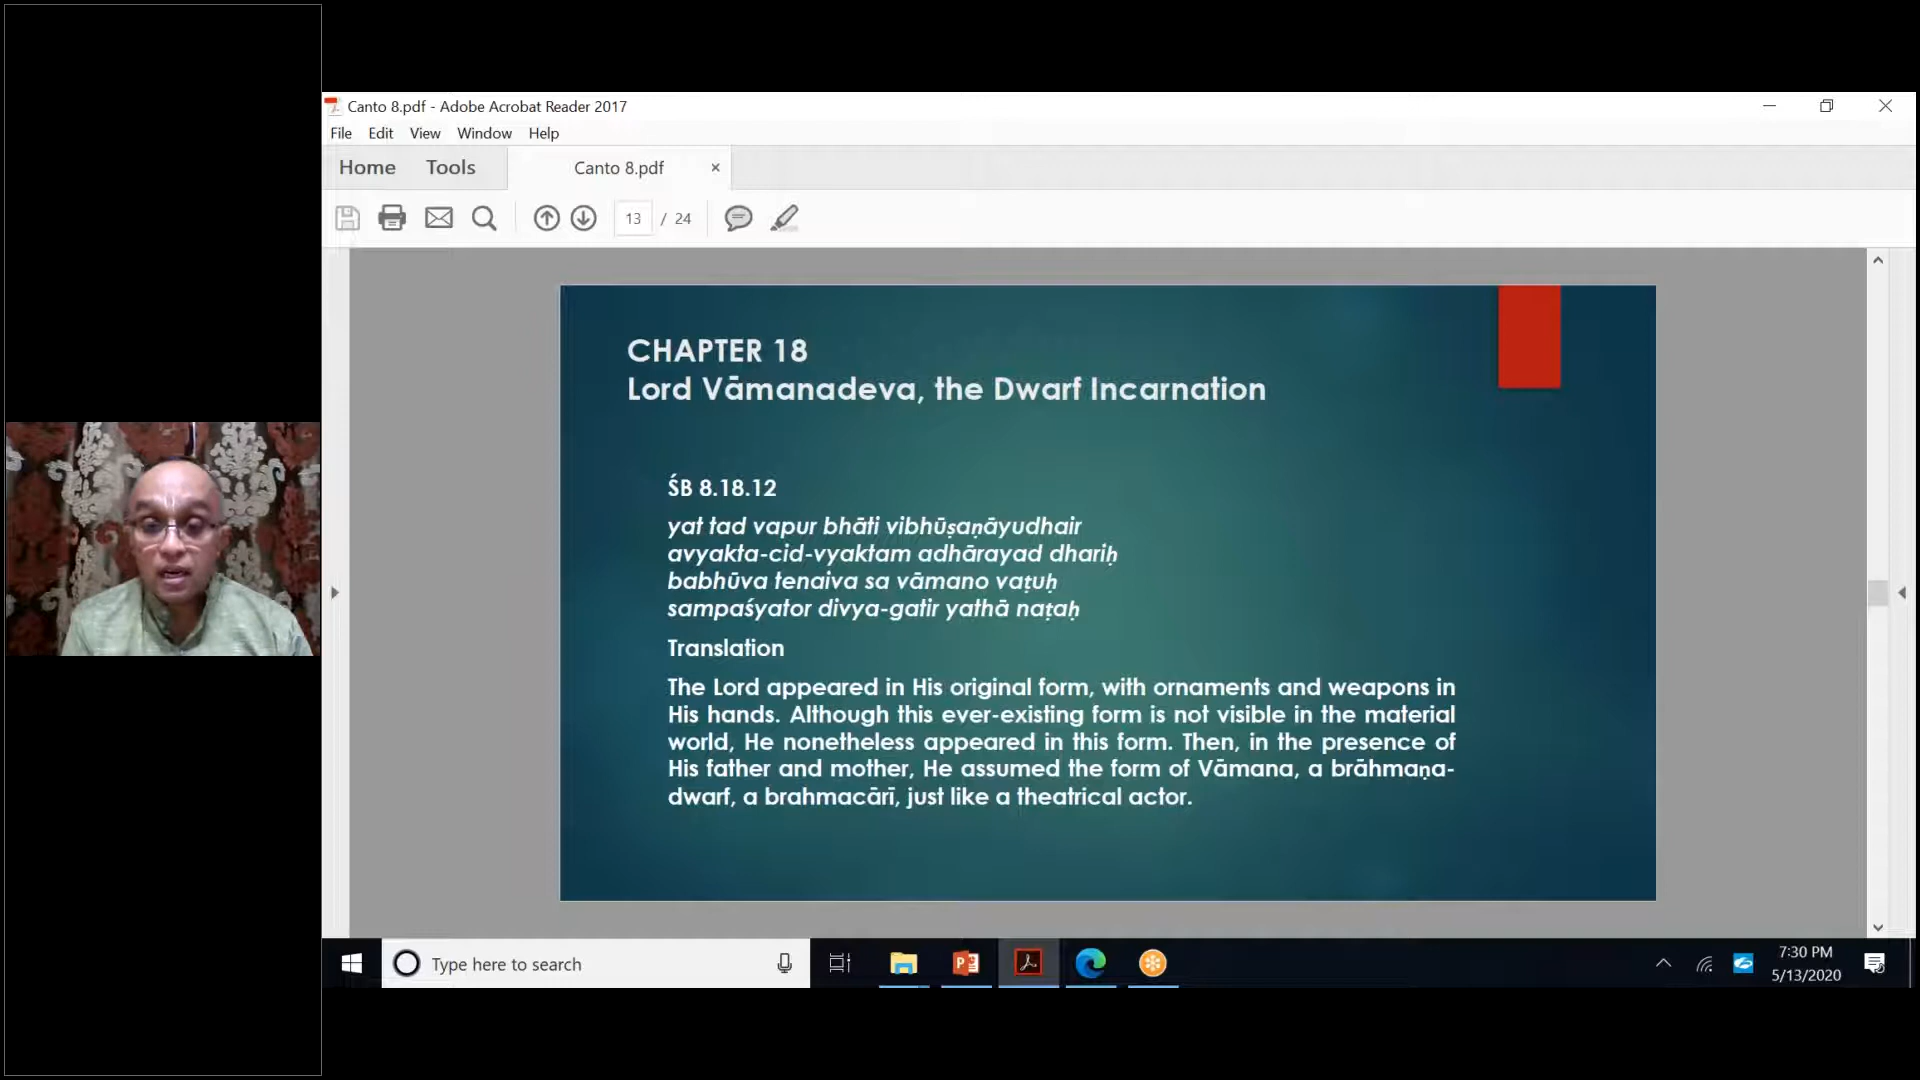 Canto 8.pdf - Adobe Acrobat Reader 2017
File Edit View Window Help
Home Tools Canto 8.pdf ×
13 / 24
CHAPTER 18
Lord Vāmanadeva, the Dwarf Incarnation
ŚB 8.18.12
yat tad vapur bhāti vibhūṣaṇāyudhair
avyakta-cid-vyaktam adhārayad dhariḥ
babhūva tenaiva sa vāmano vaṭuḥ
sampaśyator divya-gatir yathā naṭaḥ
Translation
The Lord appeared in His original form, with ornaments and weapons in
His hands. Although this ever-existing form is not visible in the material
world, He nonetheless appeared in this form. Then, in the presence of
His father and mother, He assumed the form of Vāmana, a brāhmaṇa-
dwarf, a brahmacārī, just like a theatrical actor.
Type here to search
7:30 PM
5/13/2020